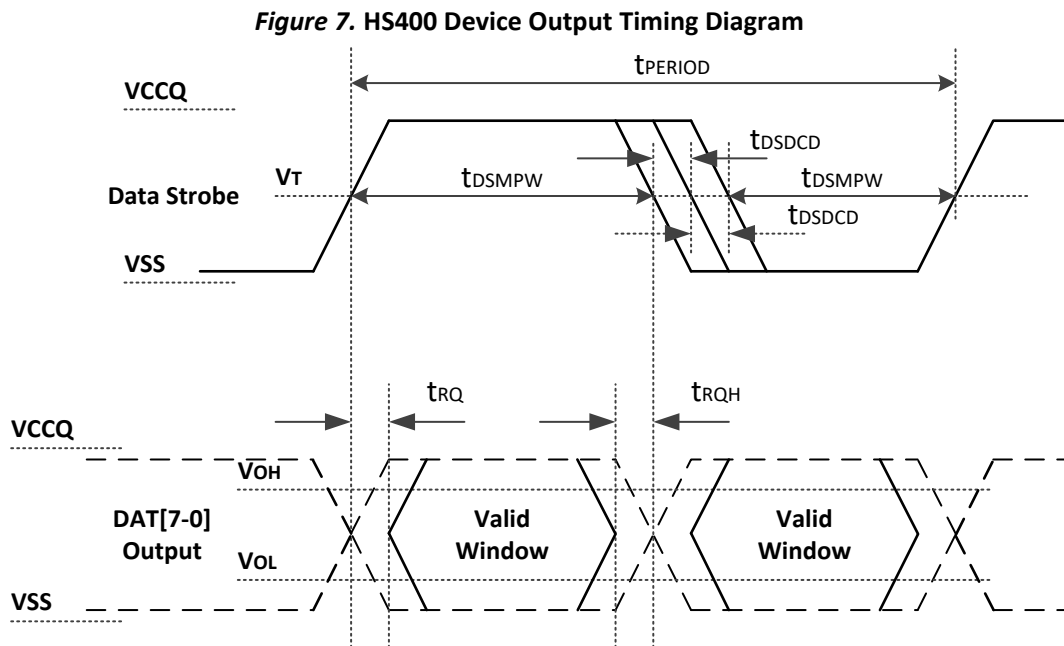 Figure 7. HS400 Device Output Timing Diagram
tPERIOD
VCCQ
tDSDCD
VT
tDSMPW
tDSMPW
Data Strobe
tDSDCD
VSS
tRQ
tRQH
VCCQ
VOH
DAT[7-0]
Output
Valid
Window
Valid
Window
VOL
VSS